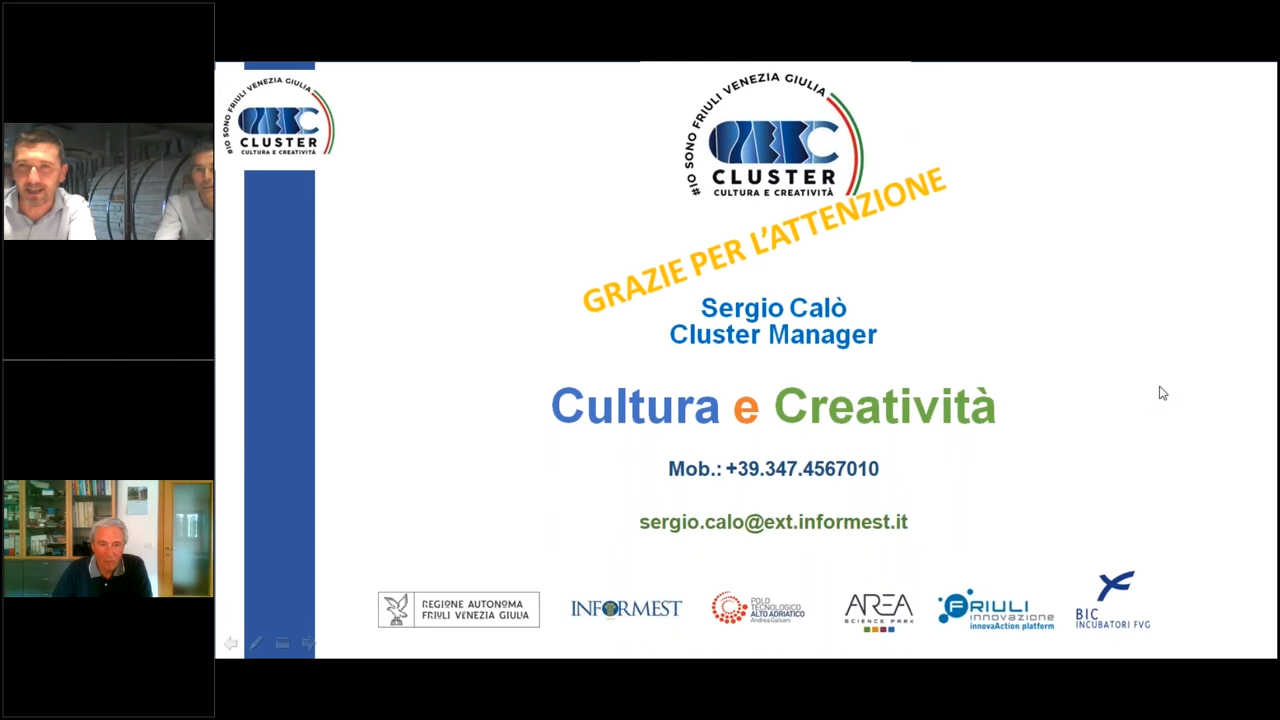 #IO SONO FRIULI VENEZIA GIULIA
CLUSTER
CULTURA E CREATIVITÀ
#IO SONO FRIULI VENEZIA GIULIA
CLUSTER
CULTURA E CREATIVITÀ
GRAZIE PER L'ATTENZIONE
Sergio Calò
Cluster Manager
Cultura e Creatività
Mob.: +39.347.4567010
sergio.calo@ext.informest.it
REGIONE AUTONOMA
FRIULI VENEZIA GIULIA
INFORMEST
POLO
TECNOLOGICO
ALTO ADRIATICO
Andrea Galvani
AREA
SCIENCE PARK
FRIULI
innovazione
innovaAction platform
BIC
INCUBATORI FVG